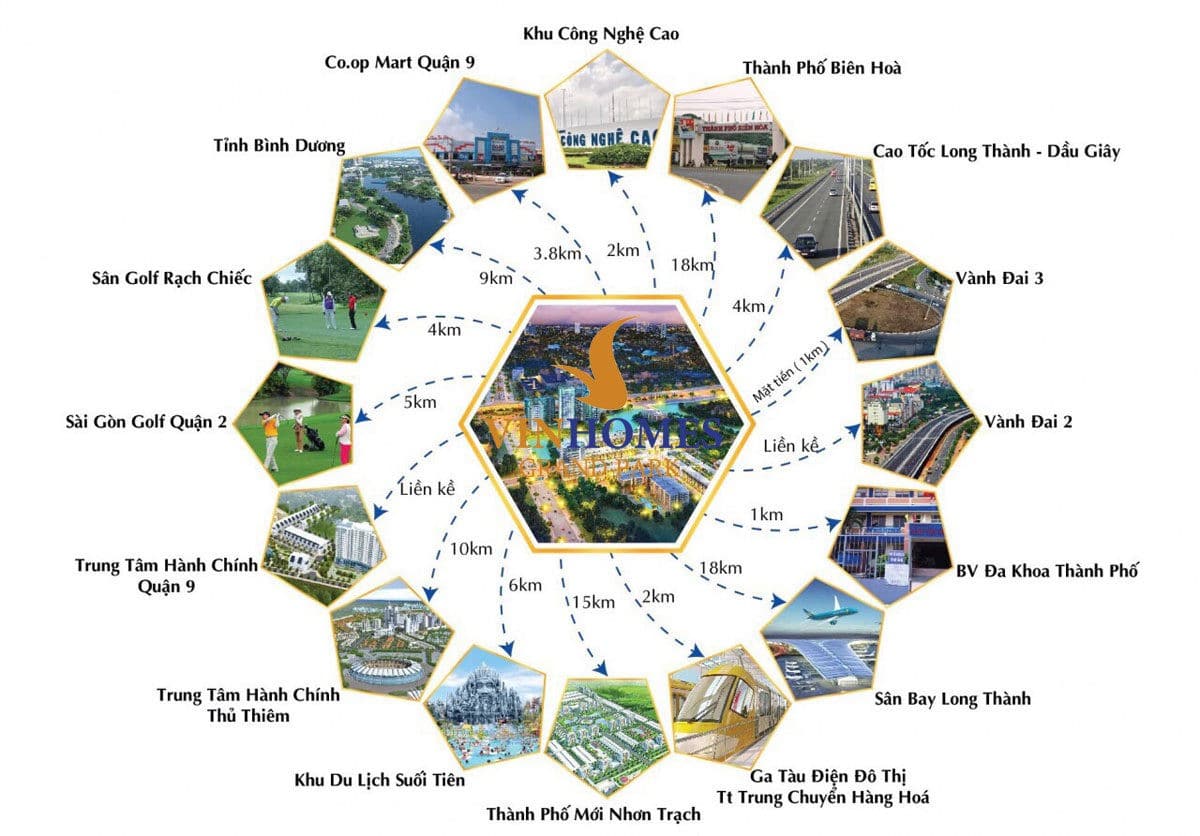 Khu Công Nghệ Cao
Co.op Mart Quận 9
Thành Phố Biên Hoà
CÔNG NGHỆ CAO
THÀNH PHỐ BIÊN HÒA
Tỉnh Bình Dương
Cao Tốc Long Thành - Dầu Giây
3.8km
2km
18km
Sân Golf Rạch Chiếc
9km
Vành Đai 3
4km
4km
Mặt tiền ( 1km )
5km
Sài Gòn Golf Quận 2
VINHOMES
GRAND PARK
Liền kề
Vành Đai 2
Liền kề
1km
10km
18km
Trung Tâm Hành Chính
Quận 9
BV Đa Khoa Thành Phố
6km
15km
2km
Trung Tâm Hành Chính
Thủ Thiêm
Sân Bay Long Thành
Khu Du Lịch Suối Tiên
Ga Tàu Điện Đô Thị
Tt Trung Chuyển Hàng Hoá
Thành Phố Mới Nhơn Trạch